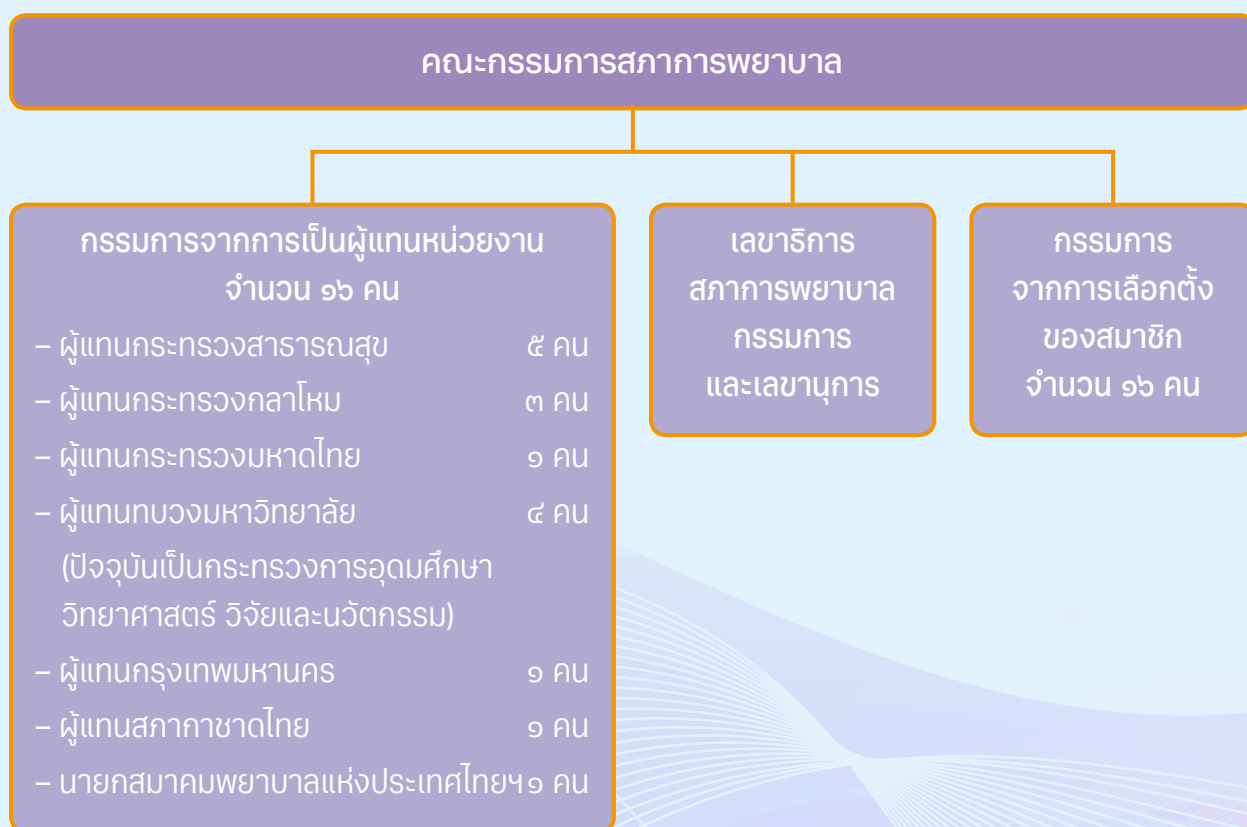 คณะกรรมการสภาการพยาบาล
กรรมการจากการเป็นผู้แทนหน่วยงาน
จำนวน ๑๖ คน
– ผู้แทนกระทรวงสาธารณสุข ๕ คน
– ผู้แทนกระทรวงกลาโหม ๓ คน
– ผู้แทนกระทรวงมหาดไทย ๑ คน
– ผู้แทนทบวงมหาวิทยาลัย ๔ คน
(ปัจจุบันเป็นกระทรวงการอุดมศึกษา
วิทยาศาสตร์ วิจัยและนวัตกรรม)
– ผู้แทนกรุงเทพมหานคร ๑ คน
– ผู้แทนสภากาชาดไทย ๑ คน
– นายกสมาคมพยาบาลแห่งประเทศไทยฯ ๑ คน
เลขาธิการ
สภาการพยาบาล
กรรมการ
และเลขานุการ
กรรมการ
จากการเลือกตั้ง
ของสมาชิก
จำนวน ๑๖ คน